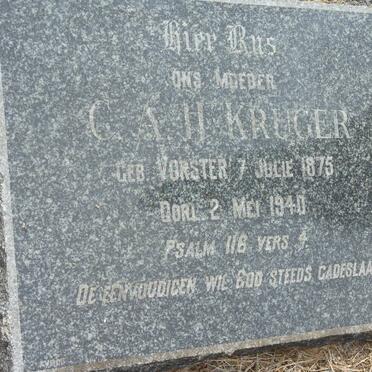 Hier Rus
ONS MOEDER
C. A. H. KRUGER
GEB. VORSTER 7 JULIE 1875
OORL. 2 MEI 1940
PSALM 116 VERS 4.
DE EENVOUDIGEN WIL GOD STEEDS GADESLAA